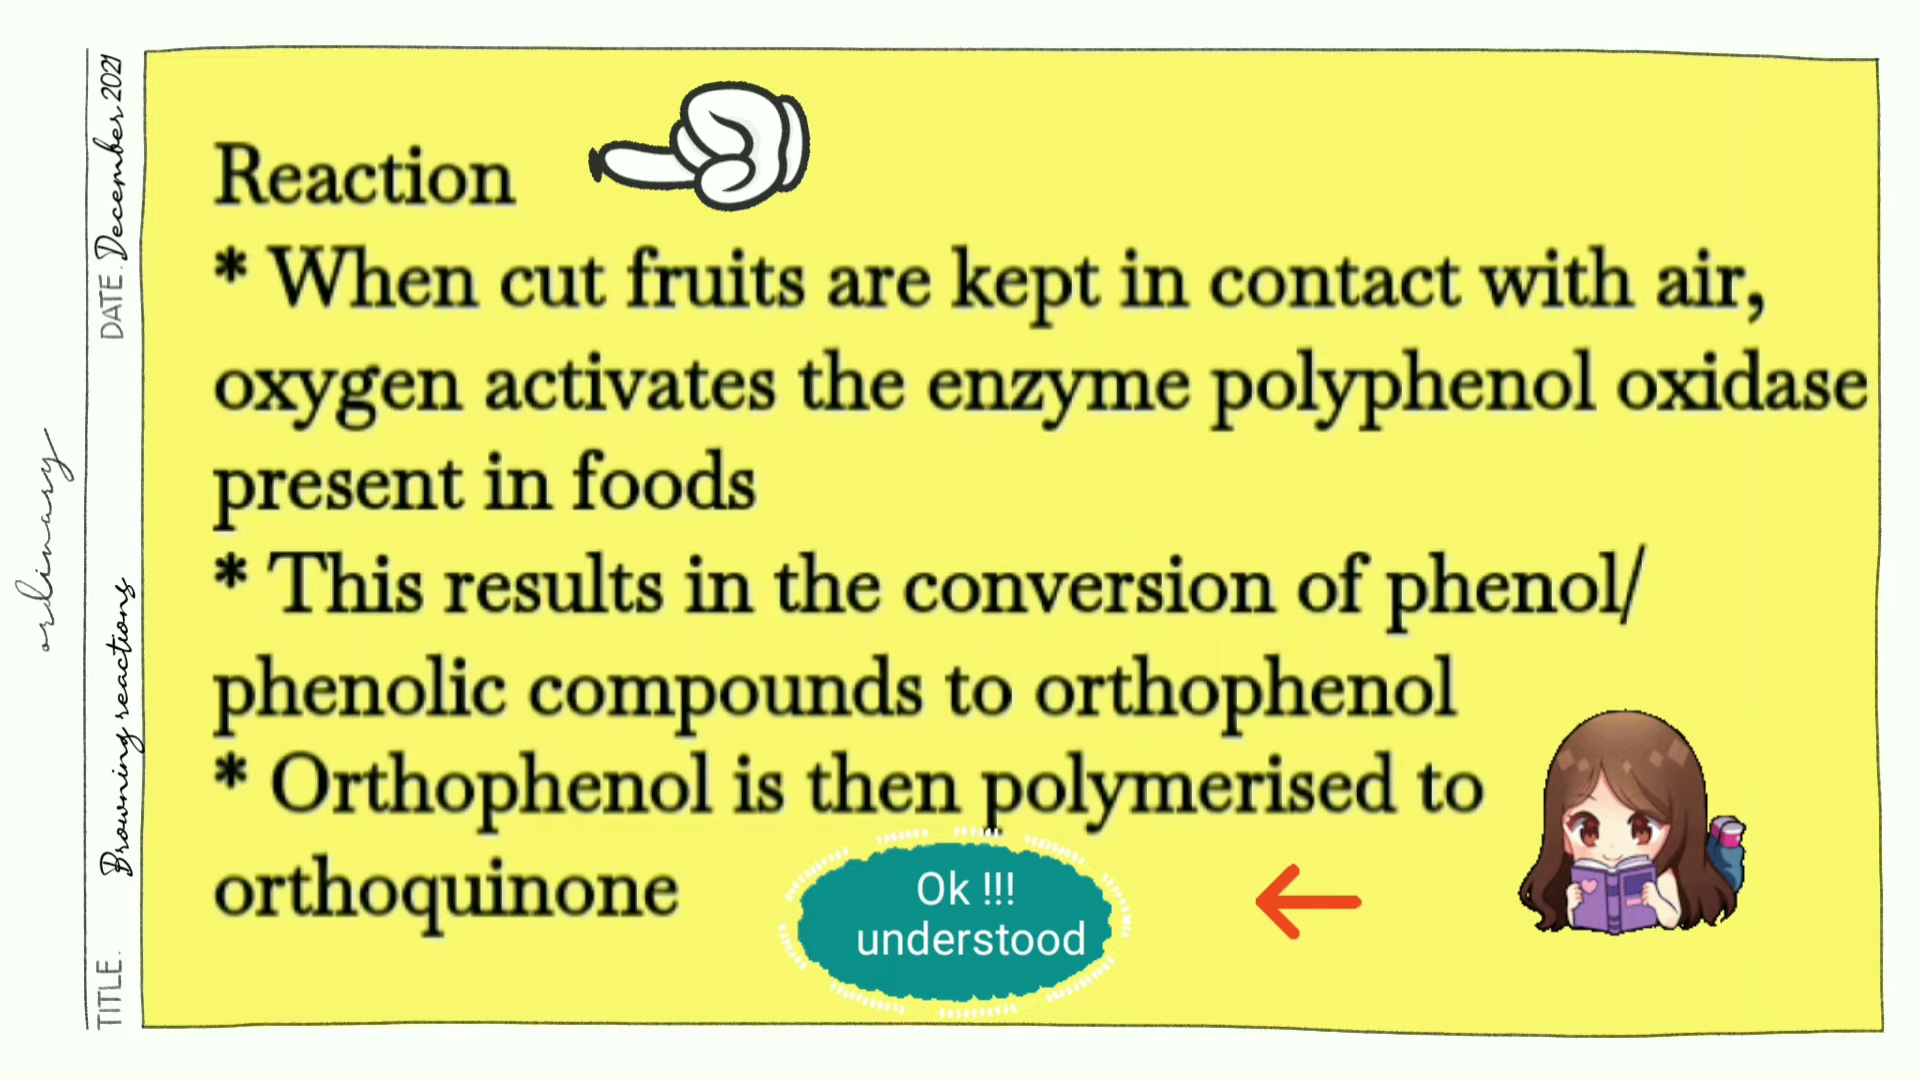 Reaction
* When cut fruits are kept in contact with air,
oxygen activates the enzyme polyphenol oxidase
present in foods
* This results in the conversion of phenol/
phenolic compounds to orthophenol
* Orthophenol is then polymerised to
orthoquinone
Ok !!!
understood
TITLE. Browning reactions
DATE. December 2021